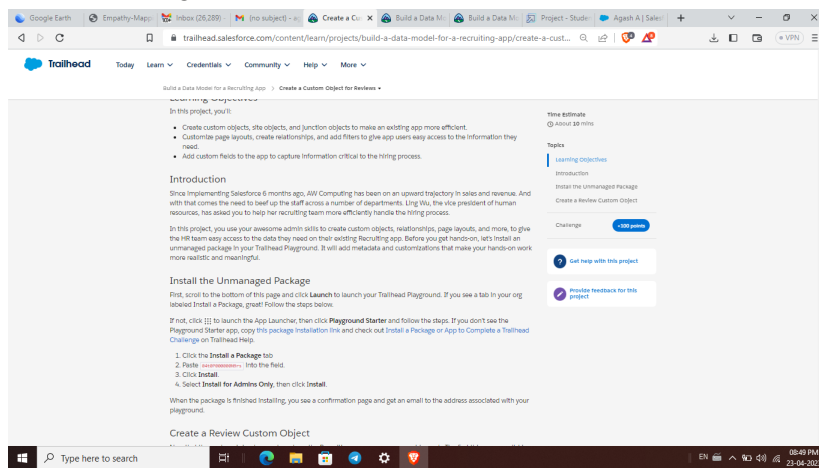 Google Earth
Empathy-Mapp
Inbox (26,289)
(no subject) - a
Create a Cu
Build a Data Mo
Build a Data Mo
Project - Stude
Agash A | Sales
trailhead.salesforce.com/content/learn/projects/build-a-data-model-for-a-recruiting-app/create-a-cust...
VPN
Trailhead
Today Learn Credentials Community Help More
Build a Data Model for a Recruiting App > Create a Custom Object for Reviews
Learning Objectives
In this project, you'll:
Create custom objects, site objects, and junction objects to make an existing app more efficient.
Customize page layouts, create relationships, and add filters to give app users easy access to the information they
need.
Add custom fields to the app to capture information critical to the hiring process.
Introduction
Since implementing Salesforce 6 months ago, AW Computing has been on an upward trajectory in sales and revenue. And
with that comes the need to beef up the staff across a number of departments. Ling Wu, the vice president of human
resources, has asked you to help her recruiting team more efficiently handle the hiring process.
In this project, you use your awesome admin skills to create custom objects, relationships, page layouts, and more, to give
the HR team easy access to the data they need on their existing Recruiting app. Before you get hands-on, let's install an
unmanaged package in your Trailhead Playground. It will add metadata and customizations that make your hands-on work
more realistic and meaningful.
Install the Unmanaged Package
First, scroll to the bottom of this page and click Launch to launch your Trailhead Playground. If you see a tab in your org
labeled Install a Package, great! Follow the steps below.
If not, click to launch the App Launcher, then click Playground Starter and follow the steps. If you don't see the
Playground Starter app, copy this package installation link and check out Install a Package or App to Complete a Trailhead
Challenge on Trailhead Help.
1. Click the Install a Package tab
2. Paste into the field.
3. Click Install.
4. Select Install for Admins Only, then click Install.
When the package is finished installing, you see a confirmation page and get an email to the address associated with your
playground.
Create a Review Custom Object
Time Estimate
About 10 mins
Topics
Learning Objectives
Introduction
Install the Unmanaged Package
Create a Review Custom Object
Challenge +100 points
Get help with this project
Provide feedback for this
project
Type here to search
EN
08:49 PM
23-04-202